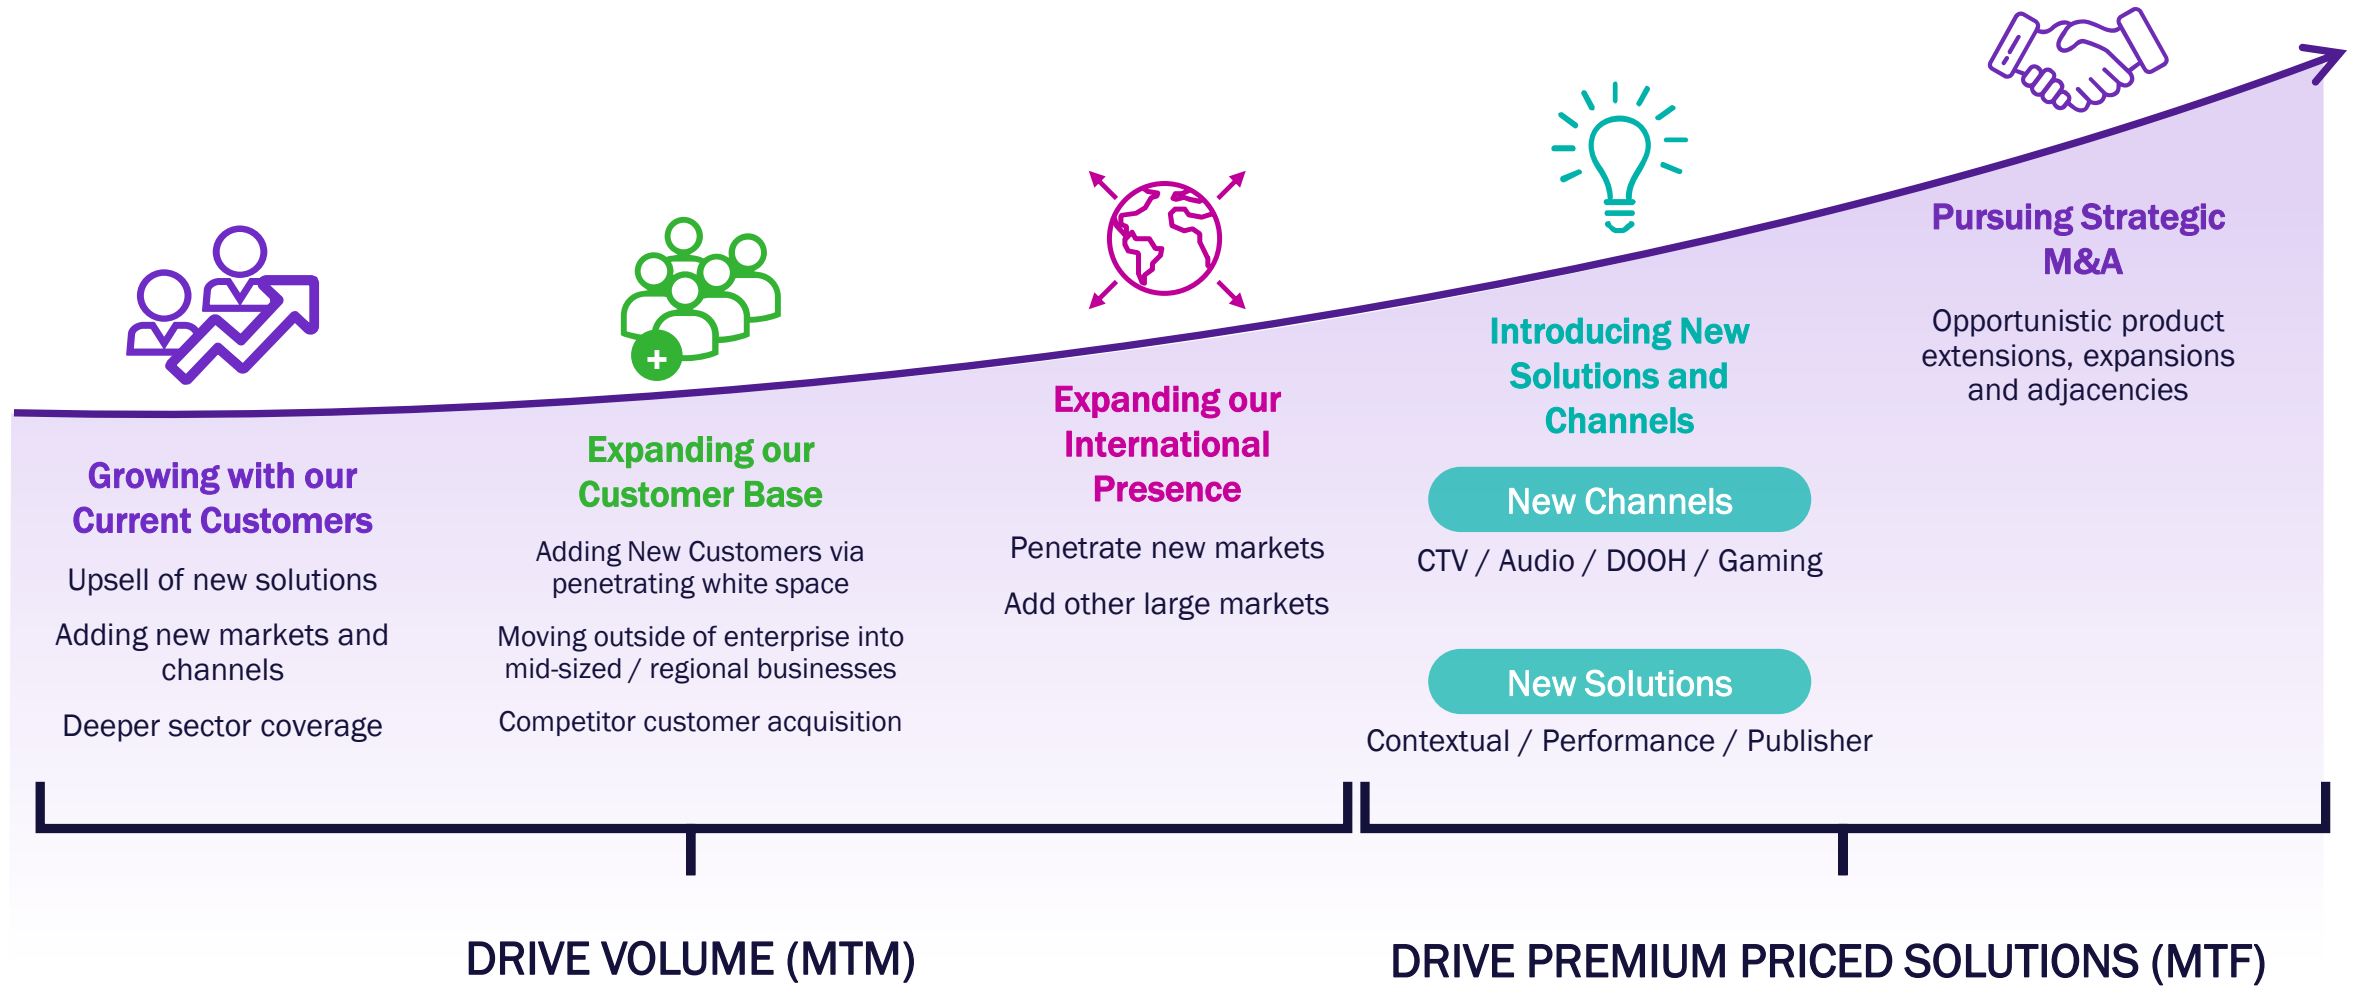 Growing with our
Current Customers
Upsell of new solutions
Adding new markets and
channels
Deeper sector coverage
+
Expanding our
Customer Base
Adding New Customers via
penetrating white space
Moving outside of enterprise into
mid-sized / regional businesses
Competitor customer acquisition
Expanding our
International
Presence
Penetrate new markets
Add other large markets
Introducing New
Solutions and
Channels
New Channels
CTV / Audio / DOOH / Gaming
New Solutions
Contextual / Performance / Publisher
Pursuing Strategic
M&A
Opportunistic product
extensions, expansions
and adjacencies
DRIVE VOLUME (MTM)
DRIVE PREMIUM PRICED SOLUTIONS (MTF)